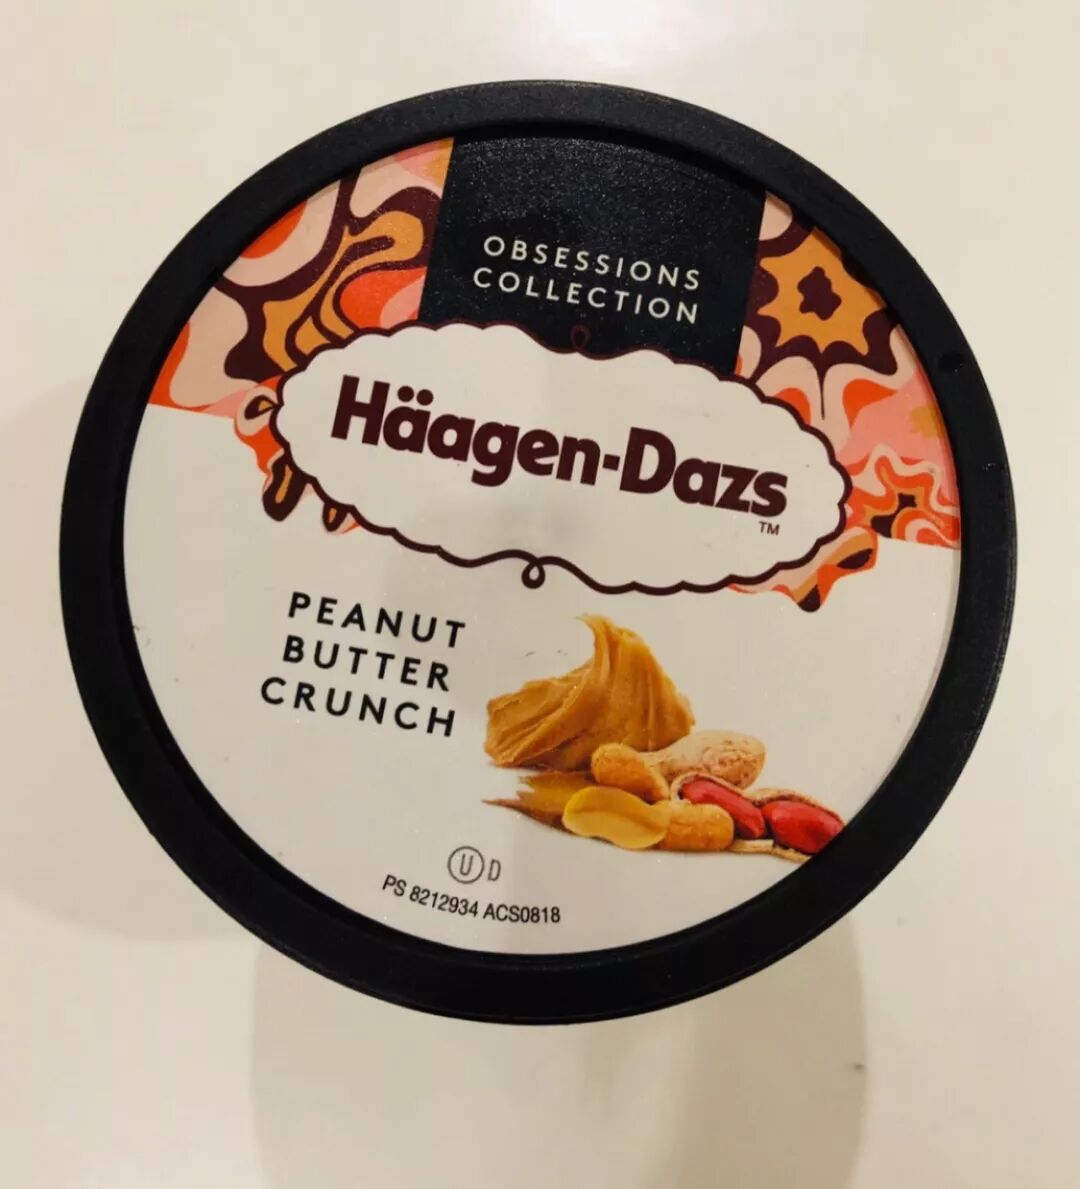 OBSESSIONS
COLLECTION
Häagen-Dazs
TM
PEANUT
BUTTER
CRUNCH
U D
PS 8212934 ACS0818